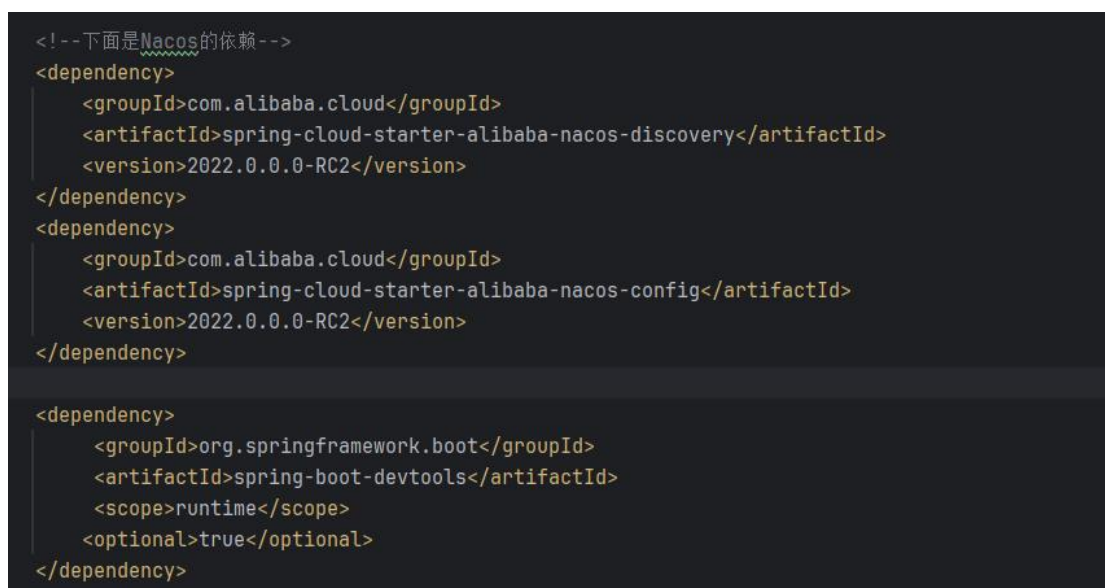 <!--下面是Nacos的依赖-->
<dependency>
<groupId>com.alibaba.cloud</groupId>
<artifactId>spring-cloud-starter-alibaba-nacos-discovery</artifactId>
<version>2022.0.0.0-RC2</version>
</dependency>
<dependency>
<groupId>com.alibaba.cloud</groupId>
<artifactId>spring-cloud-starter-alibaba-nacos-config</artifactId>
<version>2022.0.0.0-RC2</version>
</dependency>
<dependency>
<groupId>org.springframework.boot</groupId>
<artifactId>spring-boot-devtools</artifactId>
<scope>runtime</scope>
<optional>true</optional>
</dependency>